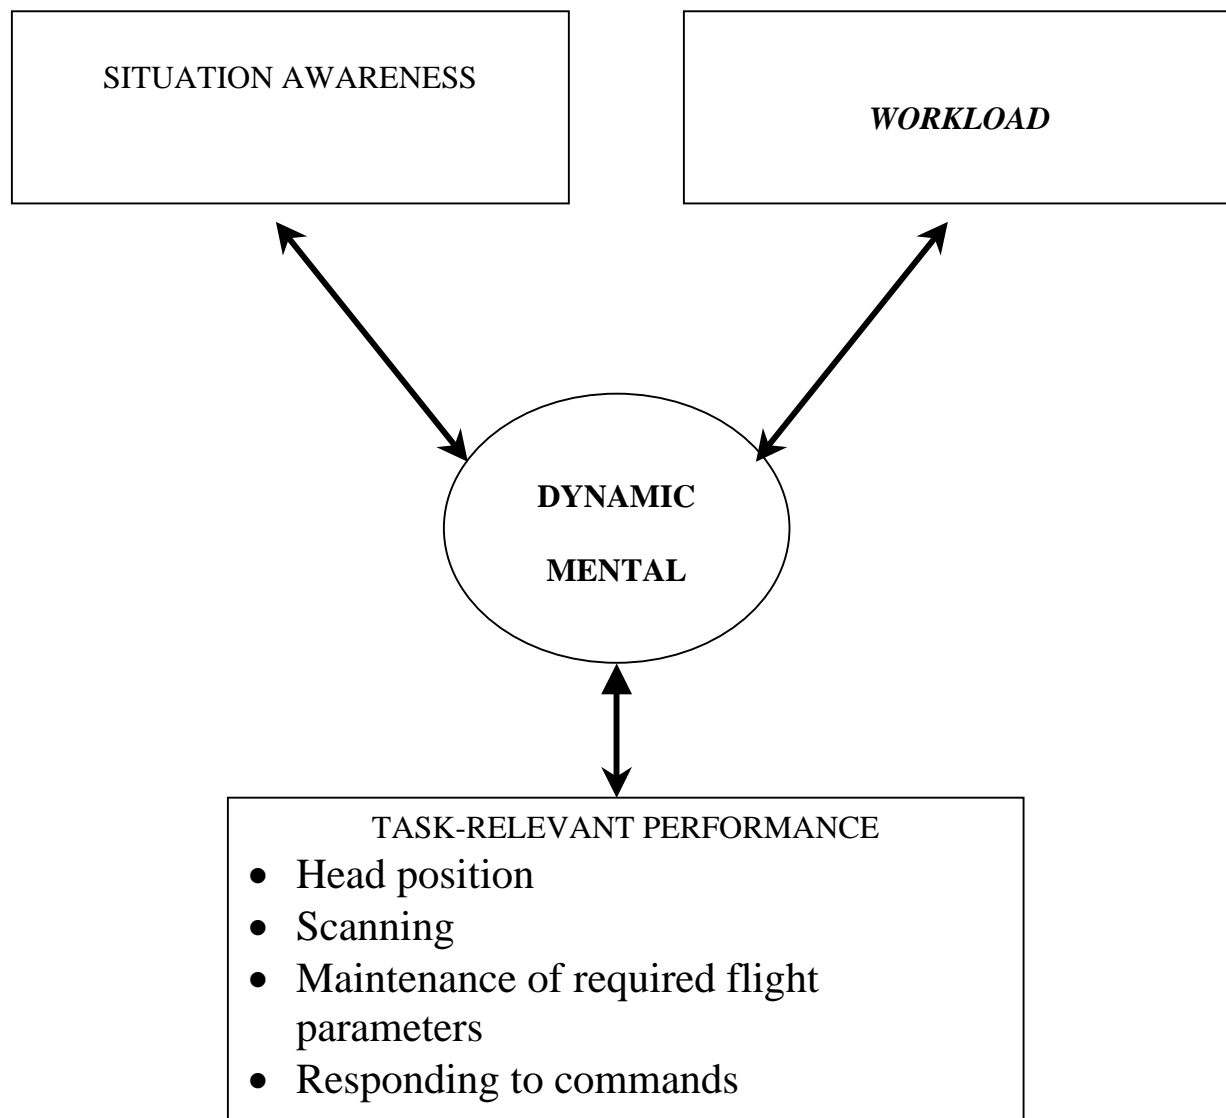 SITUATION AWARENESS
WORKLOAD
DYNAMIC
MENTAL
TASK-RELEVANT PERFORMANCE
• Head position
• Scanning
• Maintenance of required flight
parameters
• Responding to commands